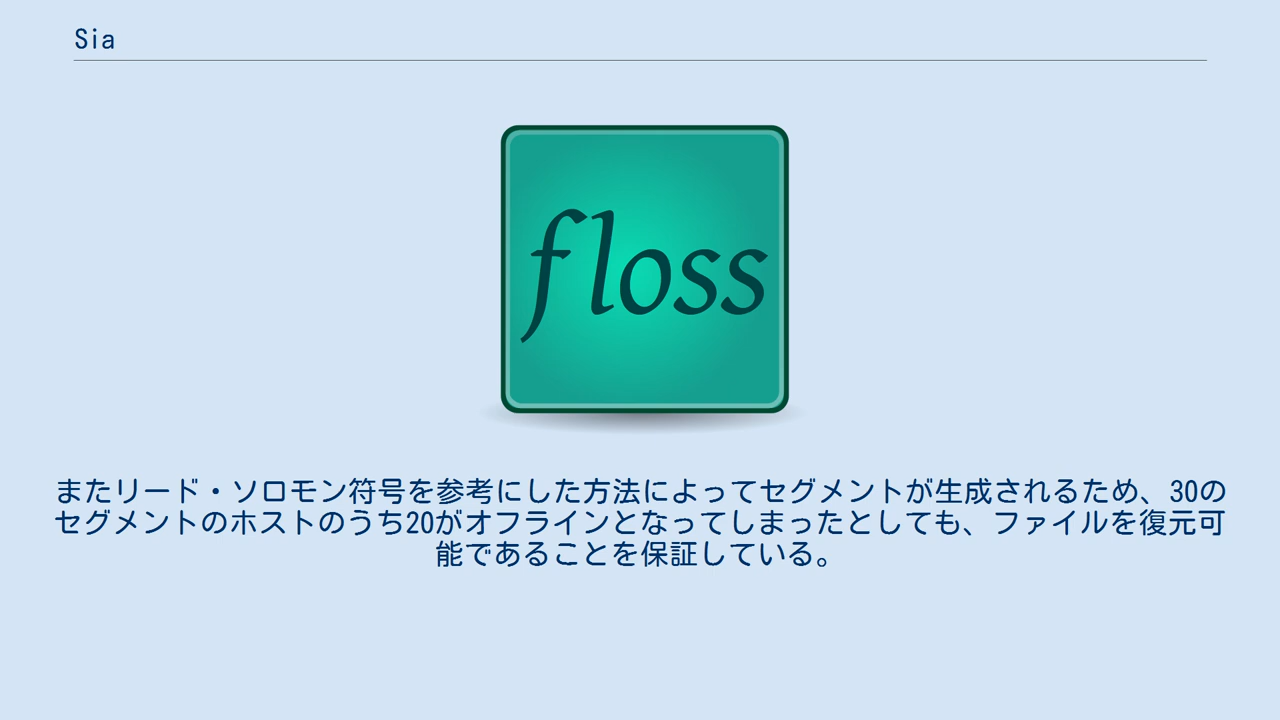 Sia
floss
またリード・ソロモン符号を参考にした方法によってセグメントが生成されるため、30の
セグメントのホストのうち20がオフラインとなってしまったとしても、ファイルを復元可
能であることを保証している。